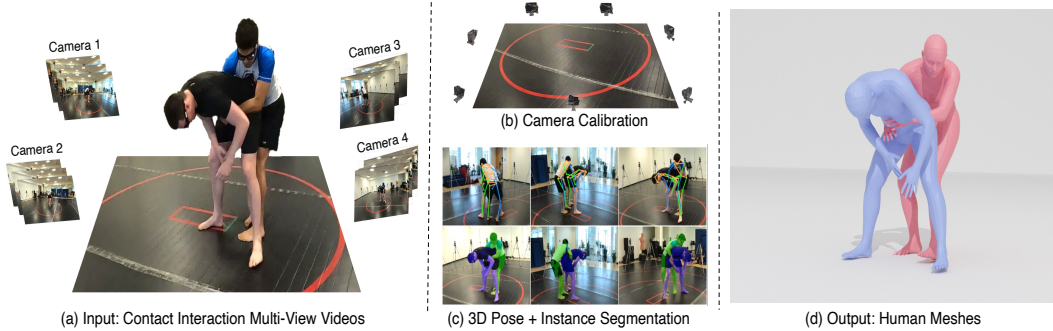 Camera 1
Camera 3
Camera 2
Camera 4
(a) Input: Contact Interaction Multi-View Videos
(b) Camera Calibration
(c) 3D Pose + Instance Segmentation
(d) Output: Human Meshes